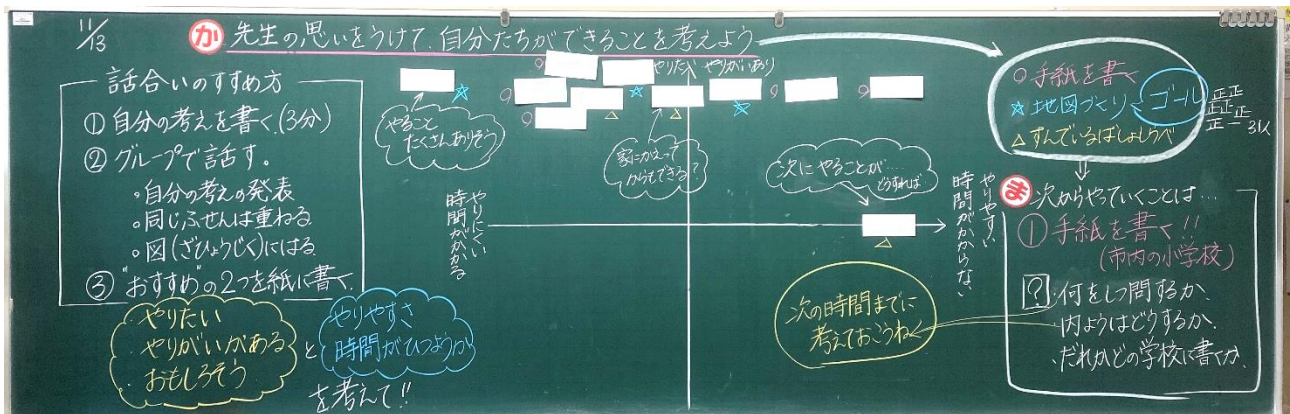 11/13
か 先生の思いをうけて、自分たちができることを考えよう
話合いのすすめ方
① 自分の考えを書く。(3分)
② グループで話す。
・自分の考えの発表
・同じふせんは重ねる
・図(ざひょうじく)にはる
③ "おすすめ"の2つを紙に書く。
やりたい
やりがいがある
おもしろそう
と
やりやすさ
時間がひつようか
を考えて!!
やりたい やりがいあり
やること
たくさんありそう
家にかえって
からもできる?
次にやることが…
どうすれば
やりにくい
時間がかかる
やりやすい
時間がかからない
次の時間までに
考えておこうね
手紙を書く
☆ 地図づくり
ゴール
△ すんでいるばしょしらべ
正正
正正
正一 31人
ま 次からやっていくことは…
① 手紙を書く!!
(市内の小学校)
? ・何をしつ問するか、
・内ようはどうするか、
・だれがどの学校に書くか、